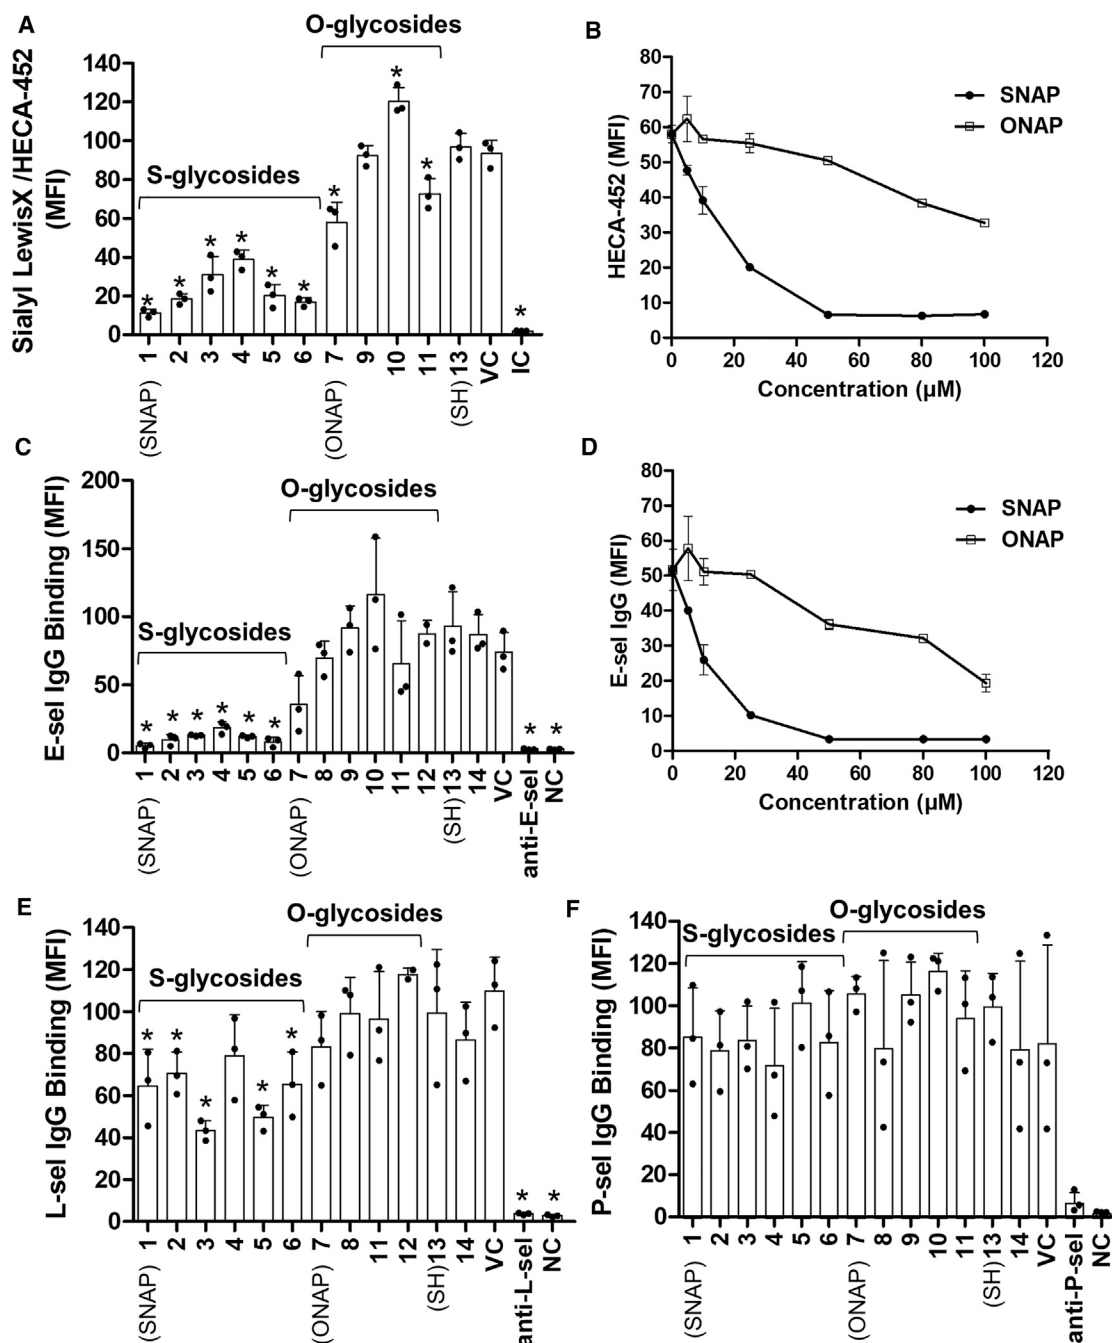 A
Sialyl LewisX /HECA-452
(MFI)
140
120
100
80
60
40
20
0
O-glycosides
S-glycosides
* * * * * * * * * *
1 2 3 4 5 6 7 9 10 11 13 VC IC
(SNAP) (ONAP) (SH)
B
HECA-452 (MFI)
80
70
60
50
40
30
20
10
0
SNAP
ONAP
0 20 40 60 80 100 120
Concentration (µM)
C
E-sel IgG Binding (MFI)
200
150
100
50
0
O-glycosides
S-glycosides
* * * * * * * *
1 2 3 4 5 6 7 8 9 10 11 12 13 14 VC anti-E-sel NC
(SNAP) (ONAP) (SH)
D
E-sel IgG (MFI)
80
70
60
50
40
30
20
10
0
SNAP
ONAP
0 20 40 60 80 100 120
Concentration (µM)
E
L-sel IgG Binding (MFI)
140
120
100
80
60
40
20
0
O-glycosides
S-glycosides
* * * * * * *
1 2 3 4 5 6 7 8 11 12 13 14 VC anti-L-sel NC
(SNAP) (ONAP) (SH)
F
P-sel IgG Binding (MFI)
140
120
100
80
60
40
20
0
O-glycosides
S-glycosides
1 2 3 4 5 6 7 8 9 10 11 13 14 VC anti-P-sel NC
(SNAP) (ONAP) (SH)